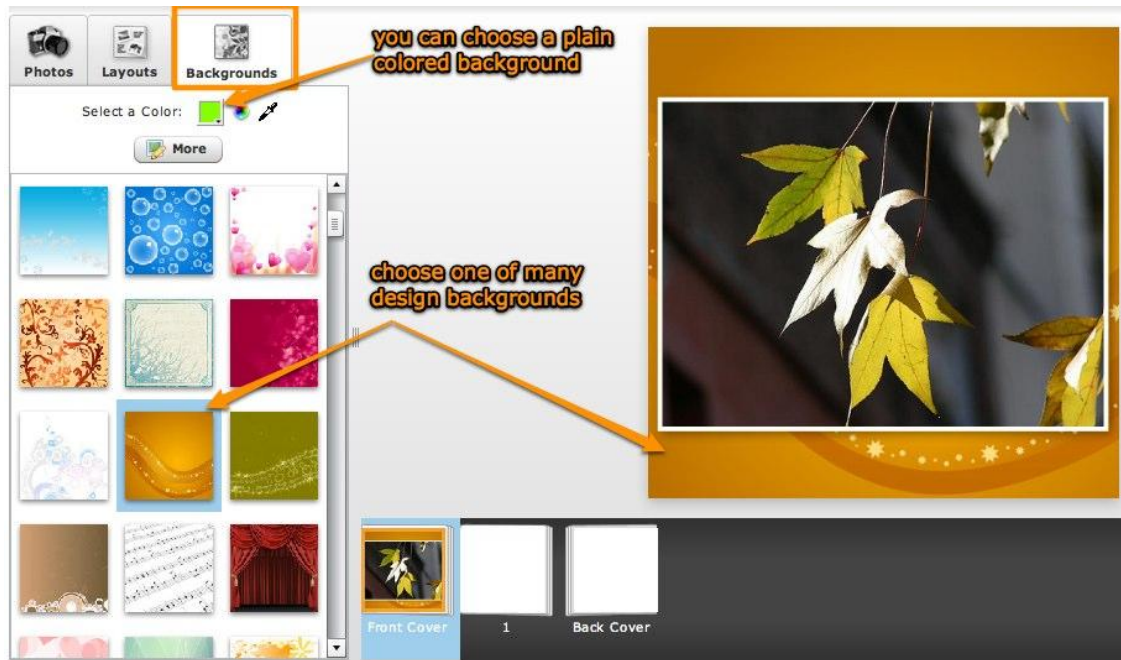 Photos
Layouts
Backgrounds
you can choose a plain
colored background
Select a Color:
More
choose one of many
design backgrounds
Front Cover
1
Back Cover